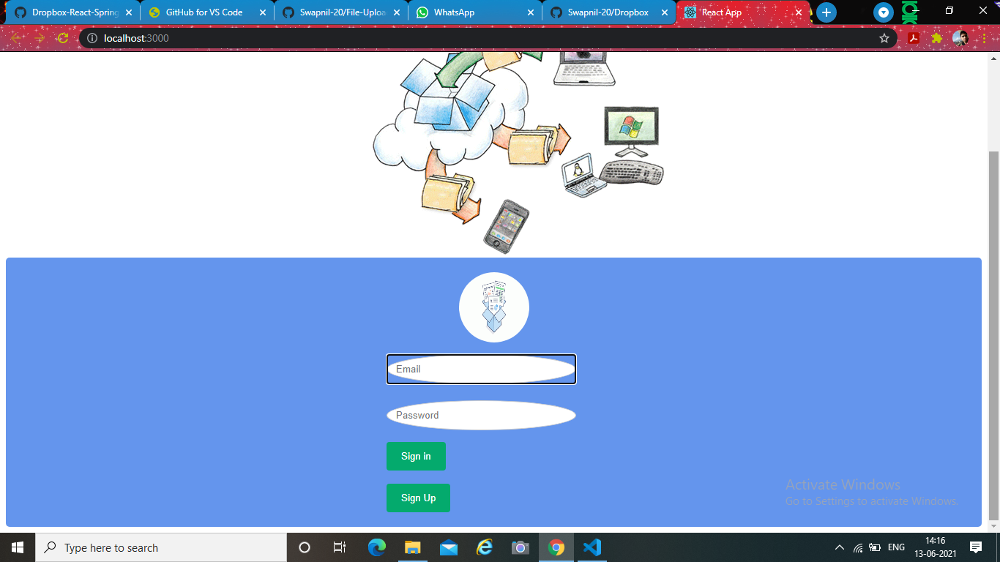 Dropbox-React-Spring
GitHub for VS Code
Swapnil-20/File-Uploa
WhatsApp
Swapnil-20/Dropbox
React App
localhost:3000
Email
Password
Sign in
Sign Up
Activate Windows
Go to Settings to activate Windows.
Type here to search
ENG
14:16
13-06-2021